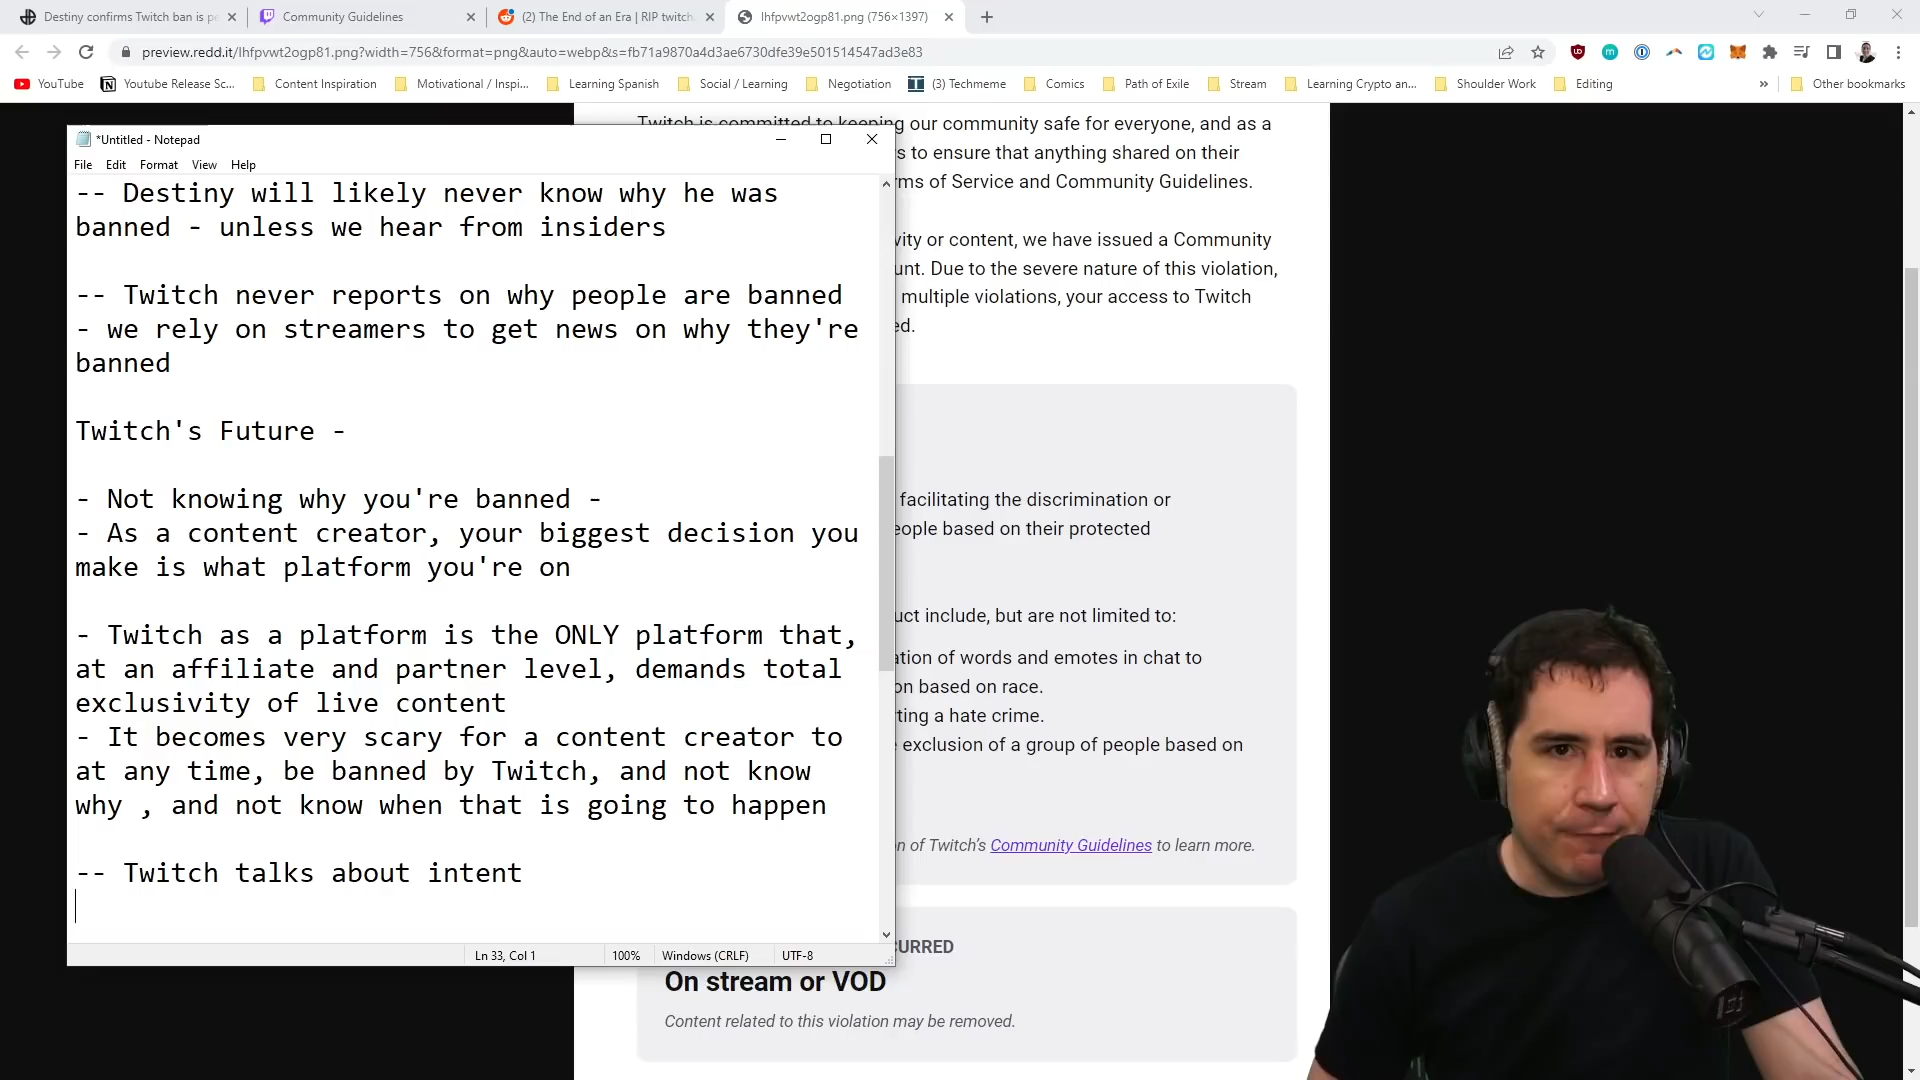 Destiny confirms Twitch ban is pe
Community Guidelines
(2) The End of an Era | RIP twitch.
lhfpvwt2ogp81.png (756×1397)
preview.redd.it/lhfpvwt2ogp81.png?width=756&format=png&auto=webp&s=fb71a9870a4d3ae6730dfe39e501514547ad3e83
YouTube
Youtube Release Sc...
Content Inspiration
Motivational / Inspi...
Learning Spanish
Social / Learning
Negotiation
(3) Techmeme
Comics
Path of Exile
Stream
Learning Crypto an...
Shoulder Work
Editing
Other bookmarks
*Untitled - Notepad
File Edit Format View Help
-- Destiny will likely never know why he was
banned - unless we hear from insiders
-- Twitch never reports on why people are banned
- we rely on streamers to get news on why they're
banned
Twitch's Future -
- Not knowing why you're banned -
- As a content creator, your biggest decision you
make is what platform you're on
- Twitch as a platform is the ONLY platform that,
at an affiliate and partner level, demands total
exclusivity of live content
- It becomes very scary for a content creator to
at any time, be banned by Twitch, and not know
why , and not know when that is going to happen
-- Twitch talks about intent
Ln 33, Col 1
100%
Windows (CRLF)
UTF-8
Twitch is committed to keeping our community safe for everyone, and as a
s to ensure that anything shared on their
rms of Service and Community Guidelines.
vity or content, we have issued a Community
unt. Due to the severe nature of this violation,
multiple violations, your access to Twitch
ed.
facilitating the discrimination or
eople based on their protected
uct include, but are not limited to:
ation of words and emotes in chat to
on based on race.
ting a hate crime.
exclusion of a group of people based on
n of Twitch's Community Guidelines to learn more.
CURRED
On stream or VOD
Content related to this violation may be removed.